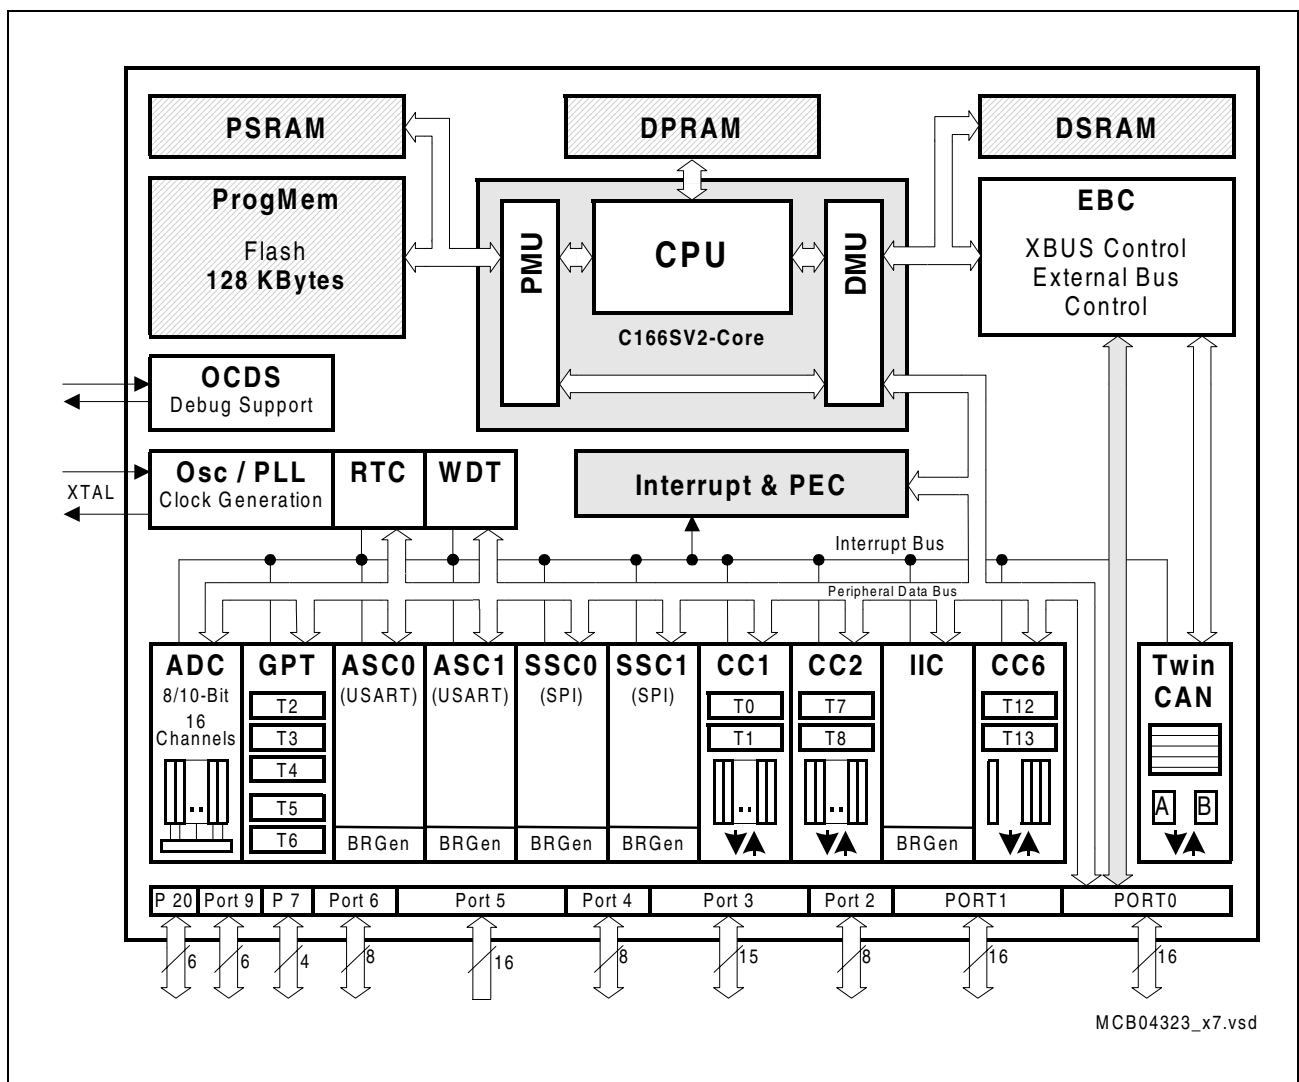 PSRAM
DPRAM
DSRAM
ProgMem
Flash
128 KBytes
PMU
CPU
DMU
C166SV2-Core
EBC
XBUS Control
External Bus
Control
OCDS
Debug Support
XTAL
Osc / PLL
Clock Generation
RTC
WDT
Interrupt & PEC
Interrupt Bus
Peripheral Data Bus
ADC
8/10-Bit
16
Channels
GPT
T2
T3
T4
T5
T6
ASC0
(USART)
BRGen
ASC1
(USART)
BRGen
SSC0
(SPI)
BRGen
SSC1
(SPI)
BRGen
CC1
T0
T1
CC2
T7
T8
IIC
BRGen
CC6
T12
T13
Twin
CAN
A B
P 20 Port 9 P 7 Port 6 Port 5 Port 4 Port 3 Port 2 PORT1 PORT0
6 6 4 8 16 8 15 8 16 16
MCB04323_x7.vsd